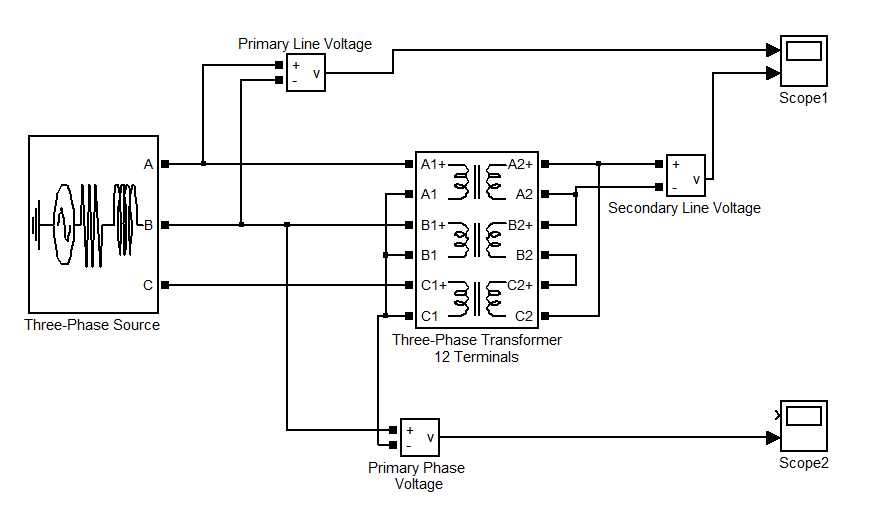 Primary Line Voltage
+
-
v
Scope1
A
B
C
Three-Phase Source
A1+
A2+
A1
A2
B1+
B2+
B1
B2
C1+
C2+
C1
C2
Three-Phase Transformer
12 Terminals
+
-
v
Secondary Line Voltage
+
-
v
Primary Phase
Voltage
Scope2